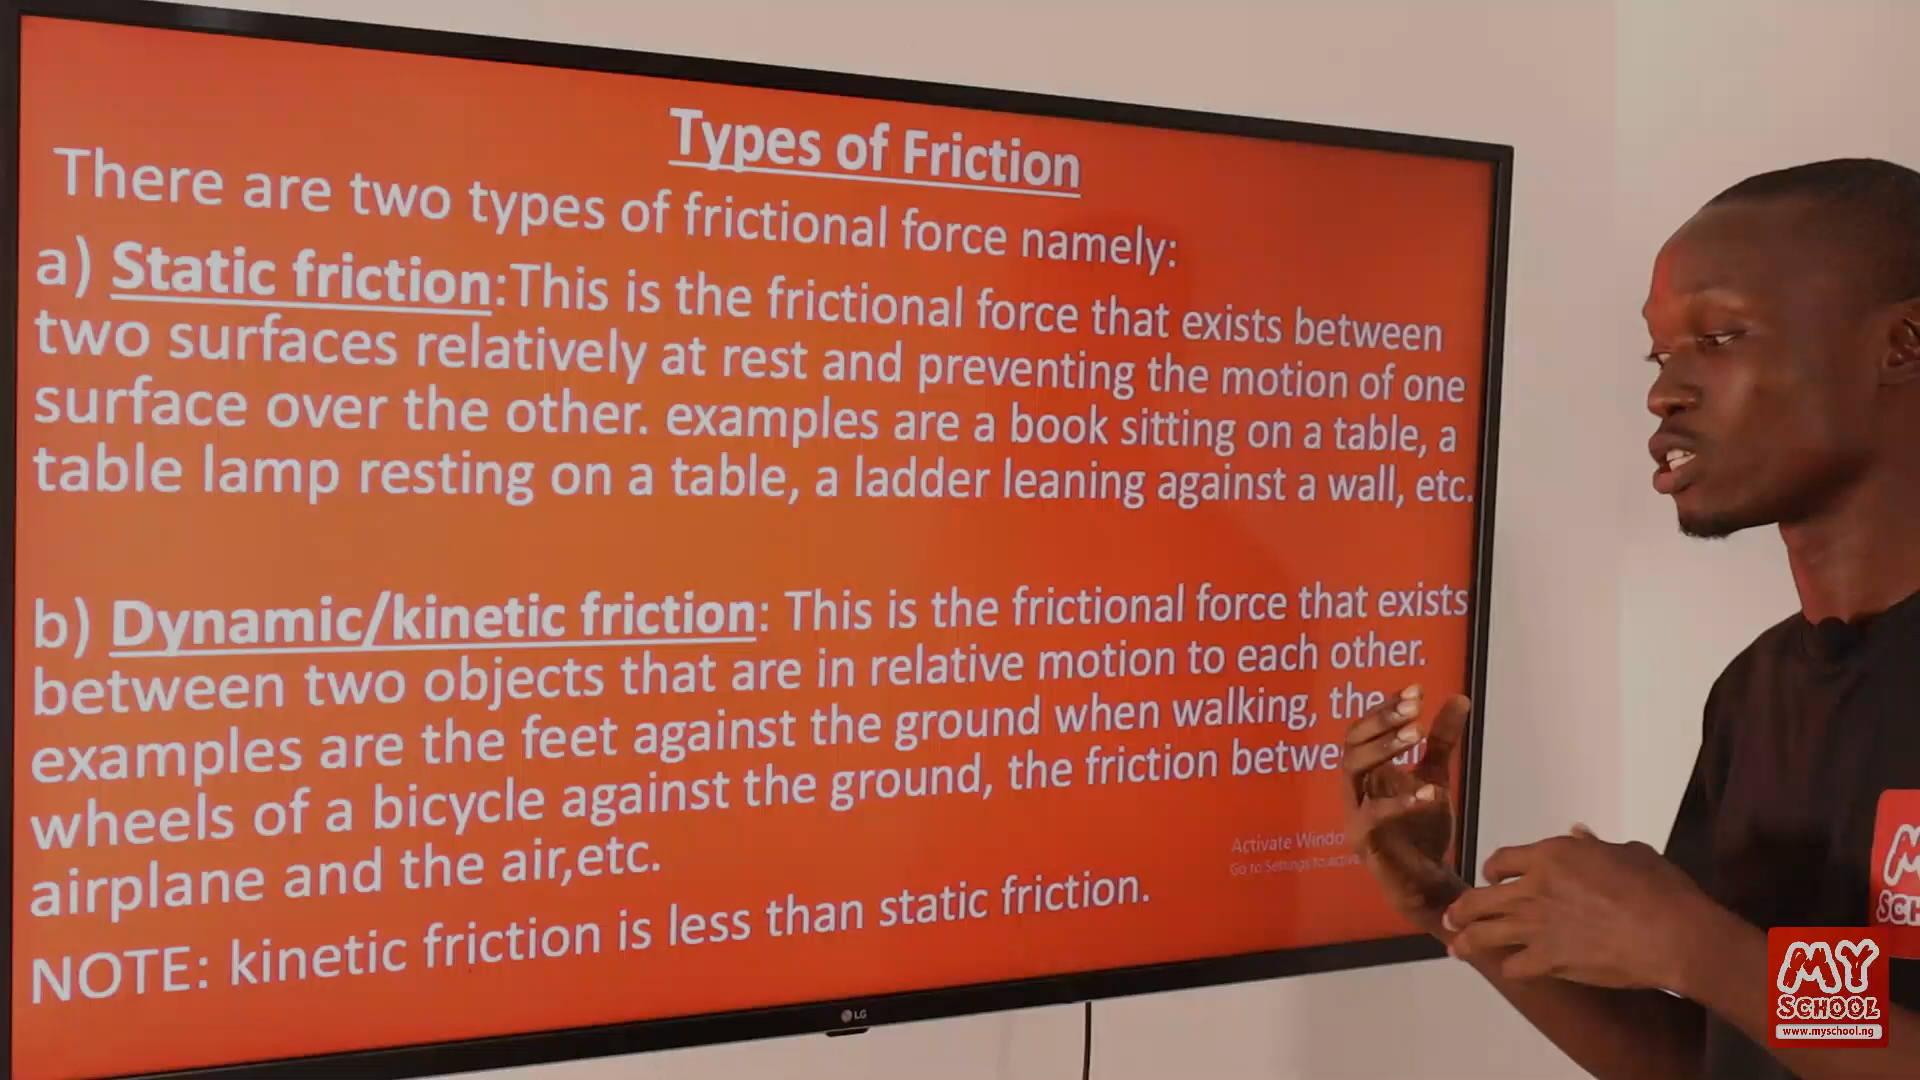 Types of Friction
There are two types of frictional force namely:
a) Static friction:This is the frictional force that exists between
two surfaces relatively at rest and preventing the motion of one
surface over the other. examples are a book sitting on a table, a
table lamp resting on a table, a ladder leaning against a wall, etc.
b) Dynamic/kinetic friction: This is the frictional force that exists
between two objects that are in relative motion to each other.
examples are the feet against the ground when walking, the
wheels of a bicycle against the ground, the friction
airplane and the air,etc.
NOTE: kinetic friction is less than static friction.
Activate
Go to Settings to
LG
MY
SCHOOL
www.myschool.ng